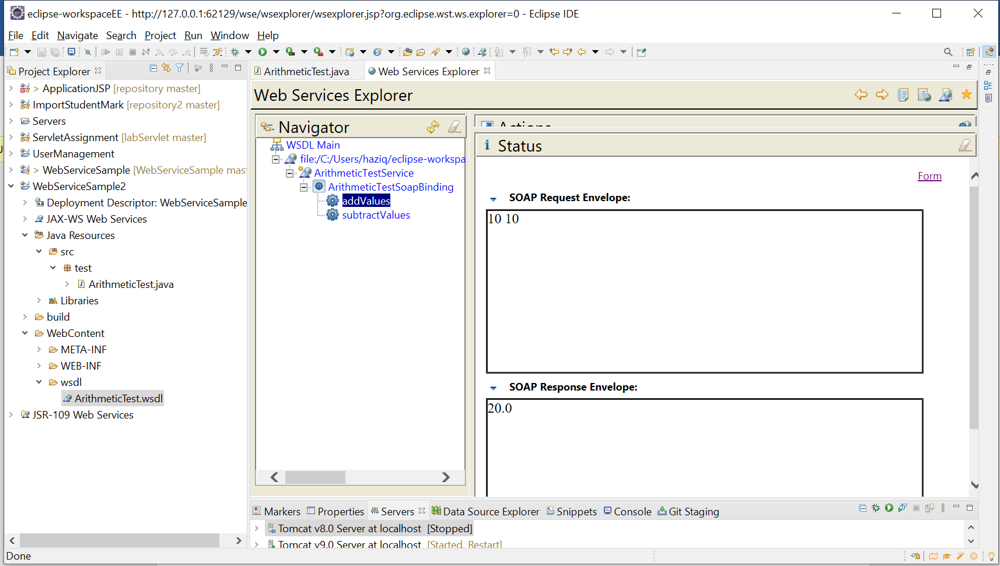 eclipse-workspaceEE - http://127.0.0.1:62129/wse/wsexplorer/wsexplorer.jsp?org.eclipse.wst.ws.explorer=0 - Eclipse IDE
File Edit Navigate Search Project Run Window Help
Project Explorer
> ApplicationJSP [repository master]
ImportStudentMark [repository2 master]
Servers
ServletAssignment [labServlet master]
UserManagement
> WebServiceSample [WebServiceSample mast
WebServiceSample2
Deployment Descriptor: WebServiceSample
JAX-WS Web Services
Java Resources
src
test
ArithmeticTest.java
Libraries
build
WebContent
META-INF
WEB-INF
wsdl
ArithmeticTest.wsdl
JSR-109 Web Services
ArithmeticTest.java
Web Services Explorer
Web Services Explorer
Navigator
WSDL Main
file:/C:/Users/haziq/eclipse-workspa
ArithmeticTestService
ArithmeticTestSoapBinding
addValues
subtractValues
Actions
Status
Form
SOAP Request Envelope:
10 10
SOAP Response Envelope:
20.0
Markers Properties Servers Data Source Explorer Snippets Console Git Staging
Tomcat v8.0 Server at localhost [Stopped]
Tomcat v9.0 Server at localhost [Started, Restart]
Done